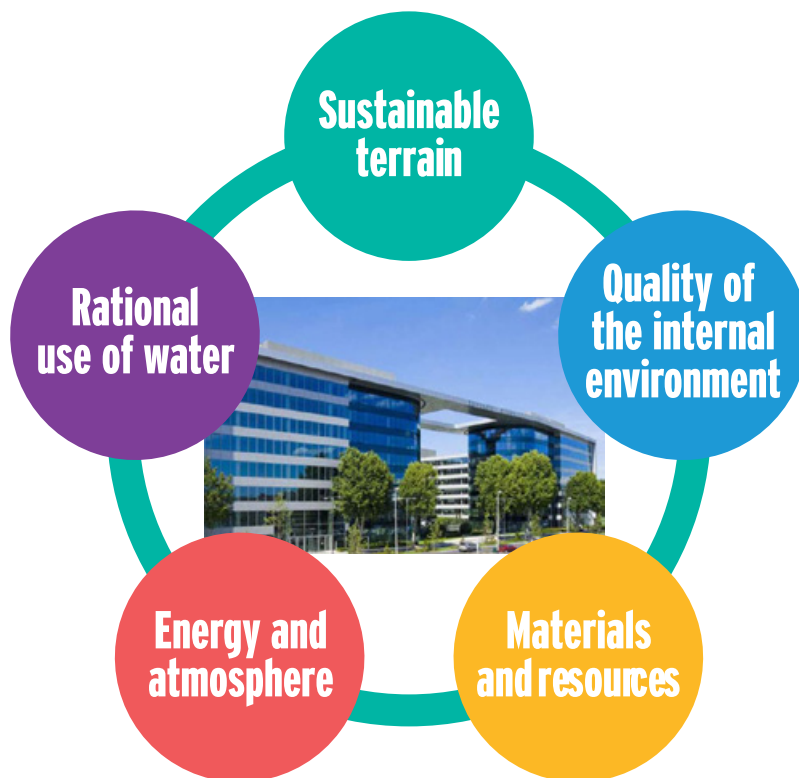 Sustainable
terrain
Rational
use of water
Quality of
the internal
environment
Energy and
atmosphere
Materials
and resources